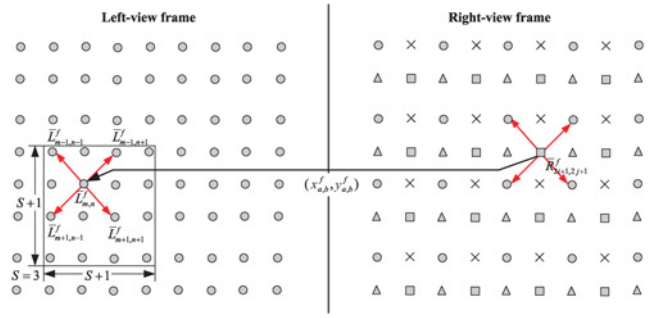 Left-view frame
Right-view frame
L̅ᶠₘ₋₁,ₙ₋₁
L̅ᶠₘ₋₁,ₙ₊₁
R̅ᶠ₂ᵢ₊₁,₂ⱼ₊₁
(xᶠₐ,b, yᶠₐ,b)
S+1
L̅ᶠₘ,ₙ
L̅ᶠₘ₊₁,ₙ₋₁
L̅ᶠₘ₊₁,ₙ₊₁
S=3
S+1